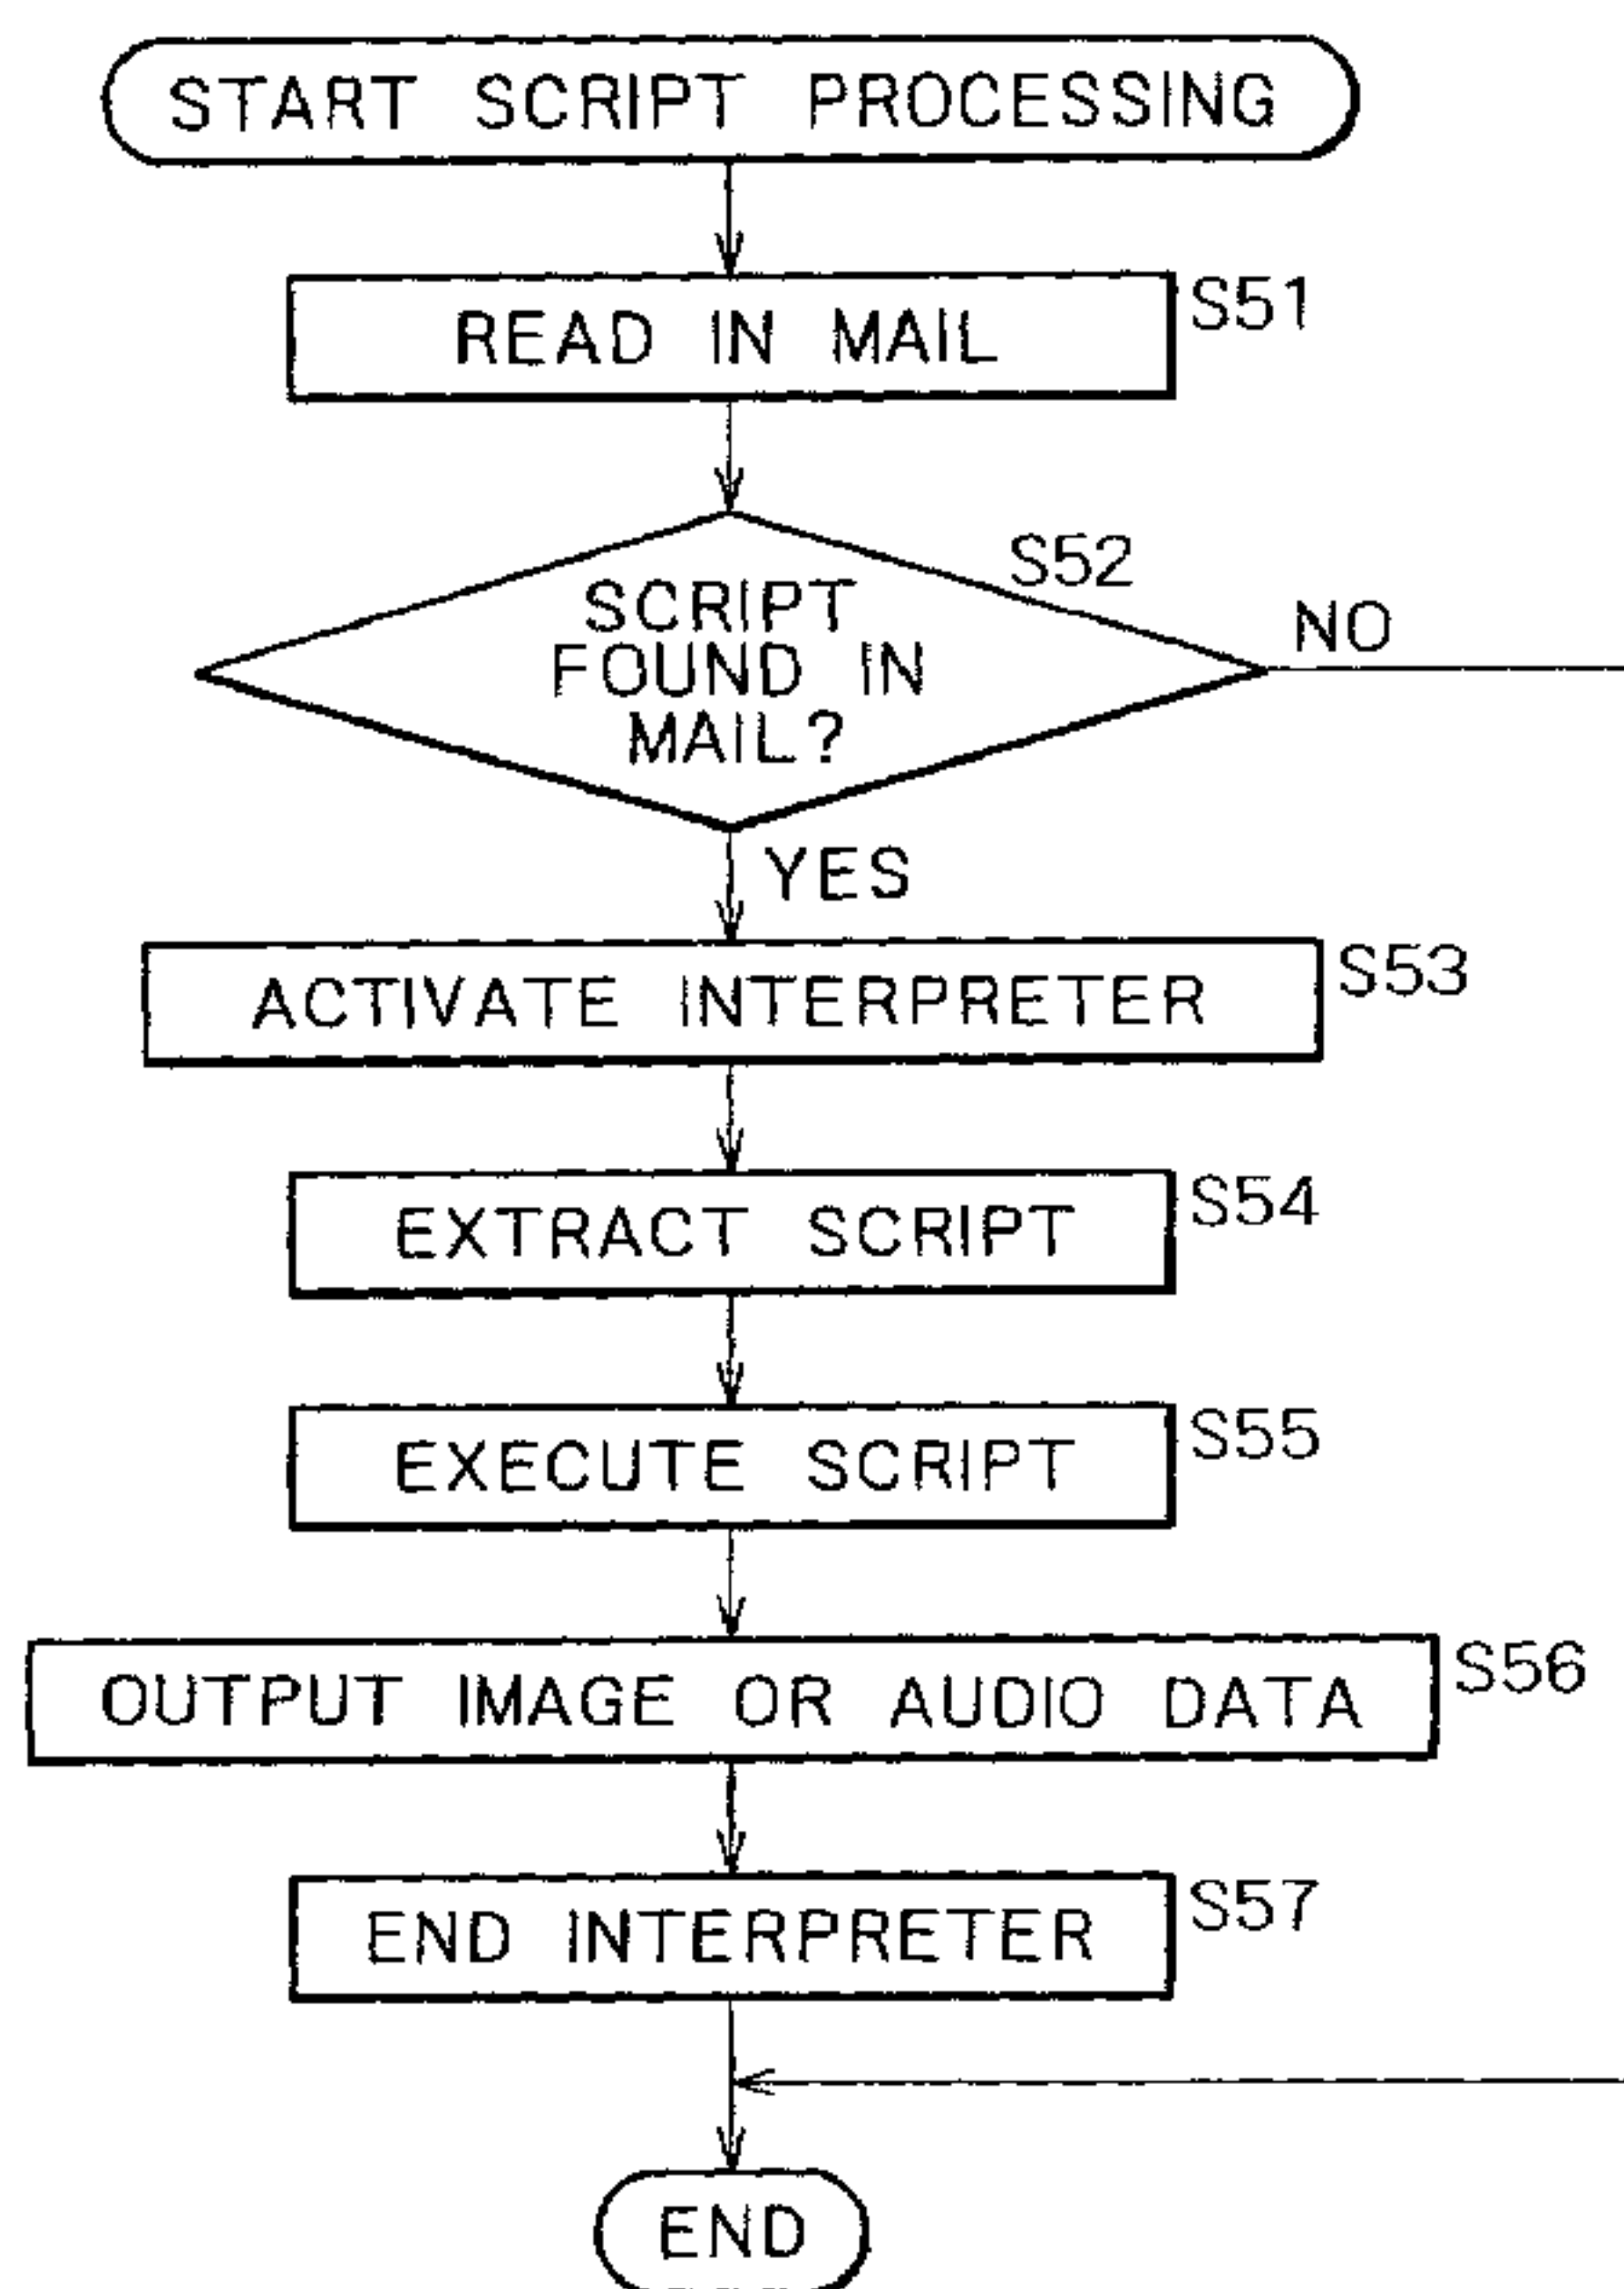 START SCRIPT PROCESSING
READ IN MAIL
S51
S52
SCRIPT
FOUND IN
MAIL?
NO
YES
ACTIVATE INTERPRETER
S53
EXTRACT SCRIPT
S54
EXECUTE SCRIPT
S55
OUTPUT IMAGE OR AUDIO DATA
S56
END INTERPRETER
S57
END